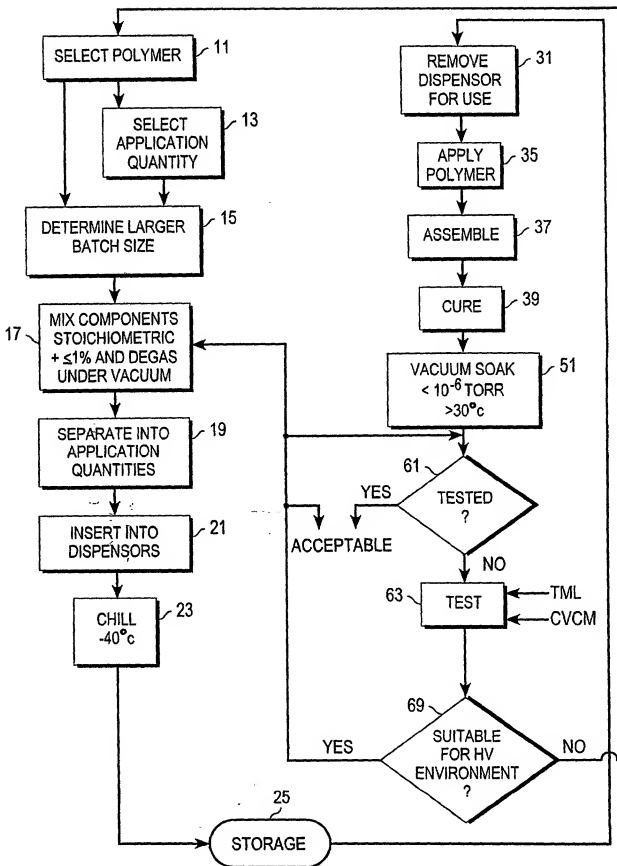 SELECT POLYMER
11
SELECT
APPLICATION
QUANTITY
13
DETERMINE LARGER
BATCH SIZE
15
17
MIX COMPONENTS
STOICHIOMETRIC
+ ≤1% AND DEGAS
UNDER VACUUM
SEPARATE INTO
APPLICATION
QUANTITIES
19
INSERT INTO
DISPENSORS
21
CHILL
-40°c
23
25
STORAGE
REMOVE
DISPENSOR
FOR USE
31
APPLY
POLYMER
35
ASSEMBLE
37
CURE
39
VACUUM SOAK
< 10-6 TORR
>30°c
51
61
TESTED
?
YES
ACCEPTABLE
NO
63
TEST
TML
CVCM
69
SUITABLE
FOR HV
ENVIRONMENT
?
YES
NO